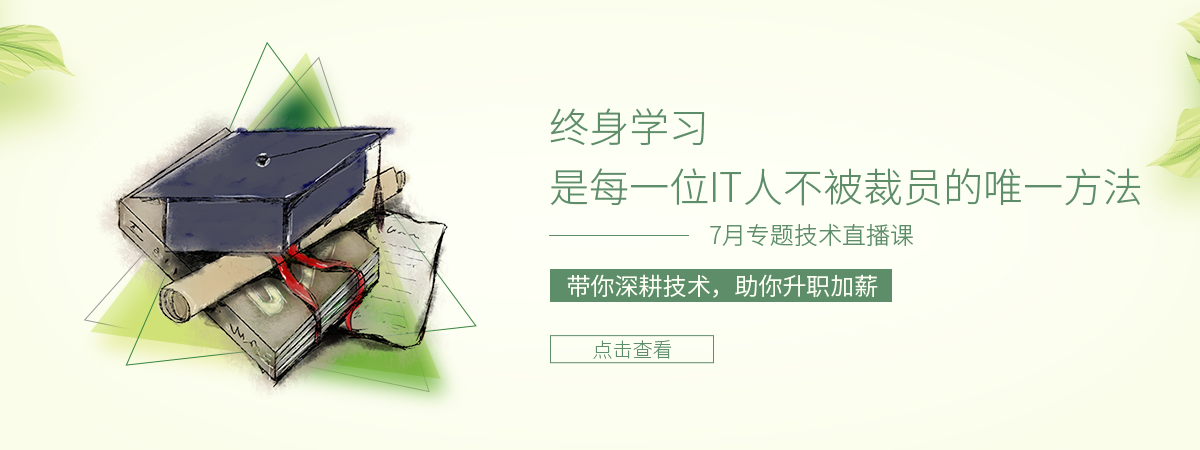 终身学习
是每一位IT人不被裁员的唯一方法
7月专题技术直播课
带你深耕技术，助你升职加薪
点击查看